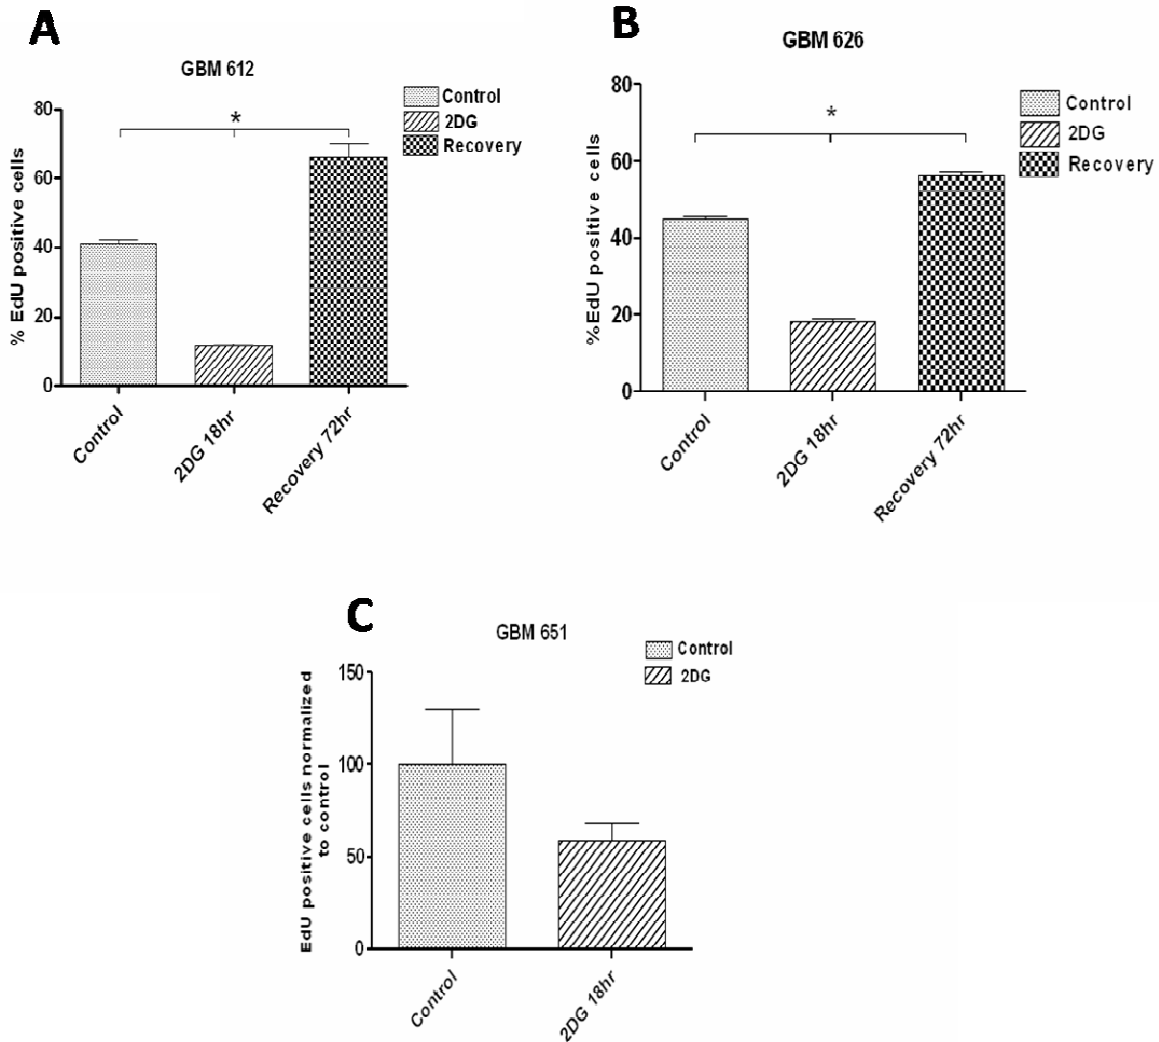 A
GBM 612
Control
2DG
Recovery
*
% EdU positive cells
80
60
40
20
0
Control
2DG 18hr
Recovery 72hr
B
GBM 626
Control
2DG
Recovery
*
%EdU positive cells
80
60
40
20
0
Control
2DG 18hr
Recovery 72hr
C
GBM 651
Control
2DG
EdU positive cells normalized
to control
150
100
50
0
Control
2DG 18hr